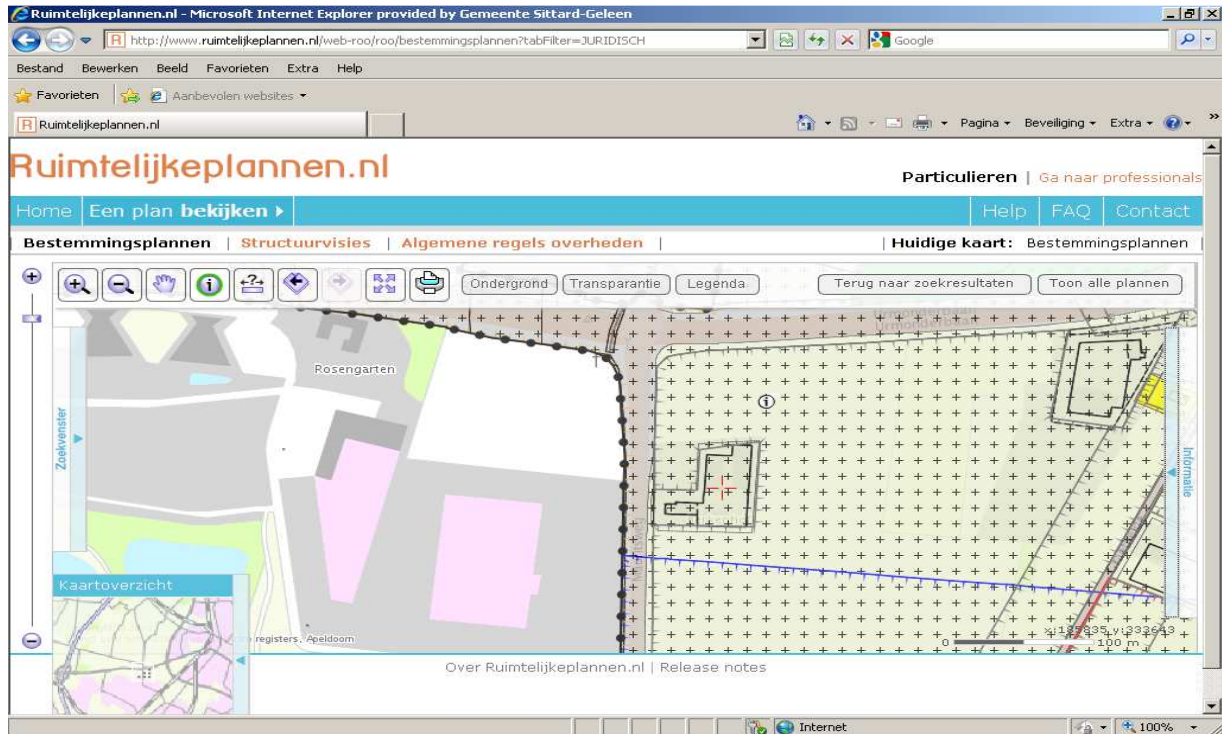 Ruimtelijkeplannen.nl - Microsoft Internet Explorer provided by Gemeente Sittard-Geleen
http://www.ruimtelijkeplannen.nl/web-roo/roo/bestemmingsplannen?tabFilter=JURIDISCH Google
Bestand Bewerken Beeld Favorieten Extra Help
Favorieten Aanbevolen websites
Ruimtelijkeplannen.nl Pagina Beveiliging Extra
Ruimtelijkeplannen.nl
Particulieren | Ga naar professionals
Home Een plan bekijken Help FAQ Contact
| Bestemmingsplannen | Structuurvisies | Algemene regels overheden | | Huidige kaart: Bestemmingsplannen |
Ondergrond Transparantie Legenda Terug naar zoekresultaten Toon alle plannen
Urmonderbaan
Urmonderbaan
Rosengarten
Zoekvenster
Informatie
Kaartoverzicht
registers, Apeldoorn
0 100 m
Over Ruimtelijkeplannen.nl | Release notes
Internet 100%